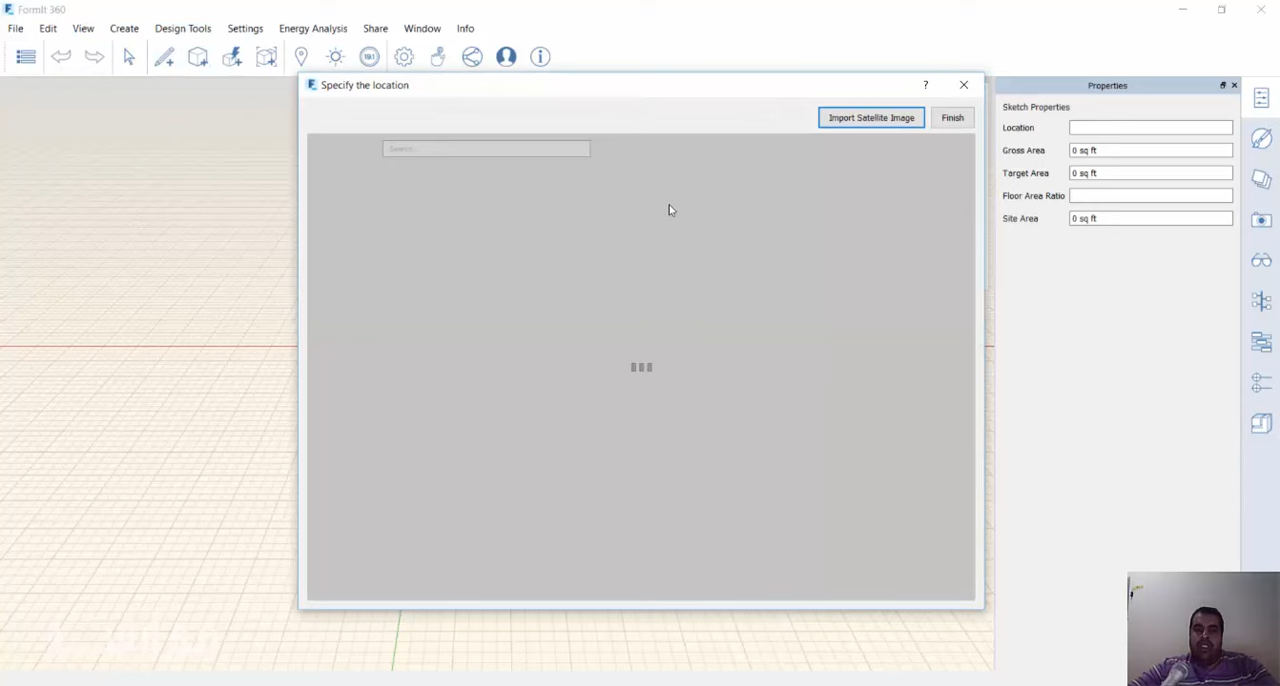 FormIt 360
File Edit View Create Design Tools Settings Energy Analysis Share Window Info
191
Specify the location
?
Import Satellite Image Finish
Search...
Properties
Sketch Properties
Location
Gross Area 0 sq ft
Target Area 0 sq ft
Floor Area Ratio
Site Area 0 sq ft